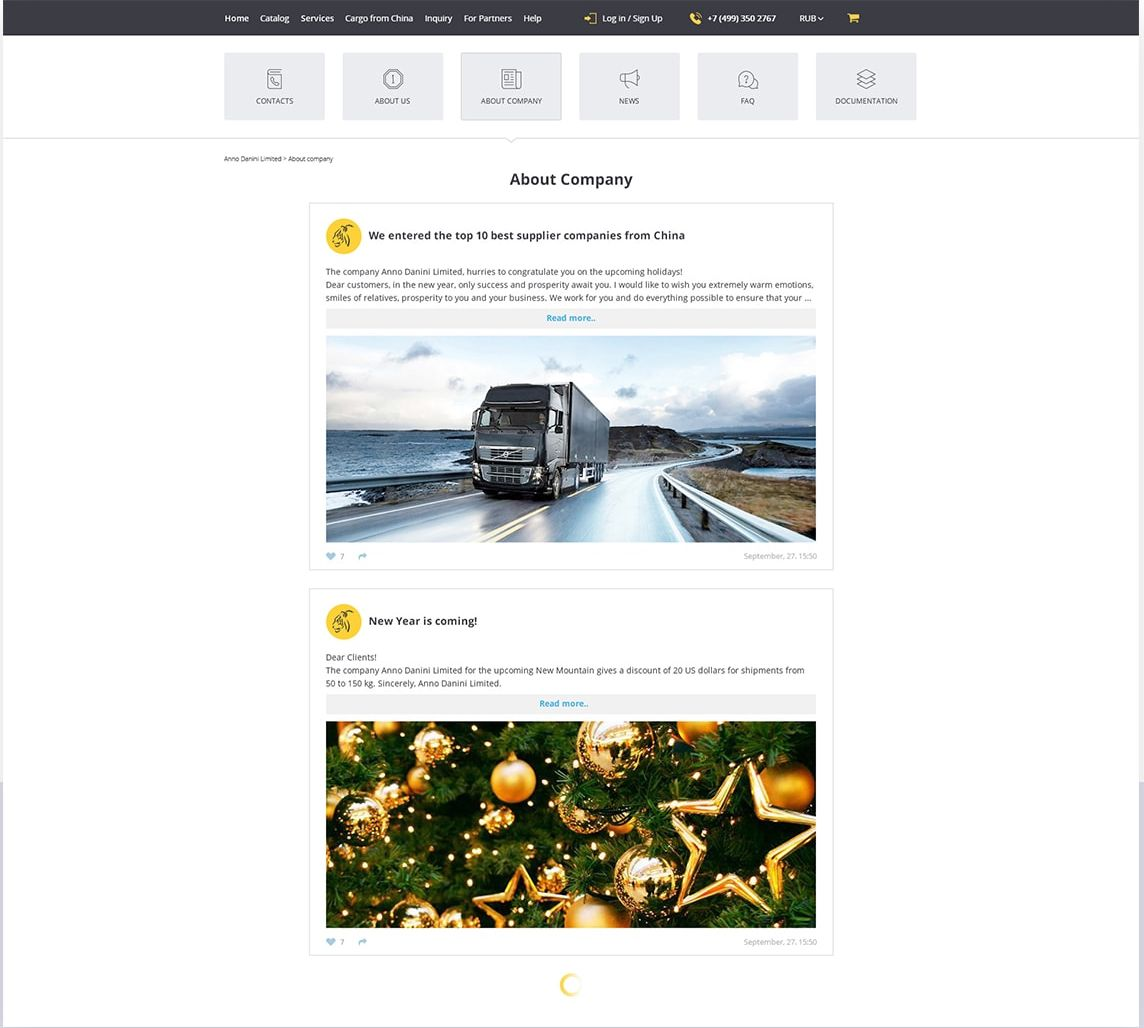 Home Catalog Services Cargo from China Inquiry For Partners Help Log in / Sign Up +7 (499) 350 2767 RUB
CONTACTS ABOUT US ABOUT COMPANY NEWS FAQ DOCUMENTATION
Anno Danini Limited > About company
About Company
We entered the top 10 best supplier companies from China
The company Anno Danini Limited, hurries to congratulate you on the upcoming holidays!
Dear customers, in the new year, only success and prosperity await you. I would like to wish you extremely warm emotions,
smiles of relatives, prosperity to you and your business. We work for you and do everything possible to ensure that your ...
Read more..
7 September, 27, 15:50
New Year is coming!
Dear Clients!
The company Anno Danini Limited for the upcoming New Mountain gives a discount of 20 US dollars for shipments from
50 to 150 kg. Sincerely, Anno Danini Limited.
Read more..
7 September, 27, 15:50